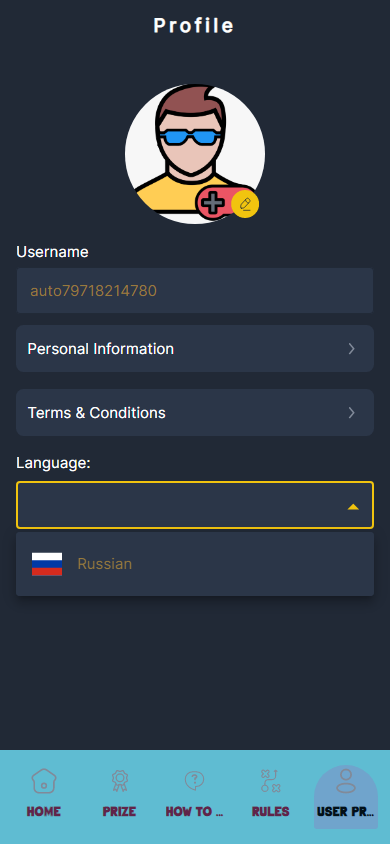 Profile
Username
auto79718214780
Personal Information
Terms & Conditions
Language:
Russian
HOME
PRIZE
HOW TO ...
RULES
USER PR...